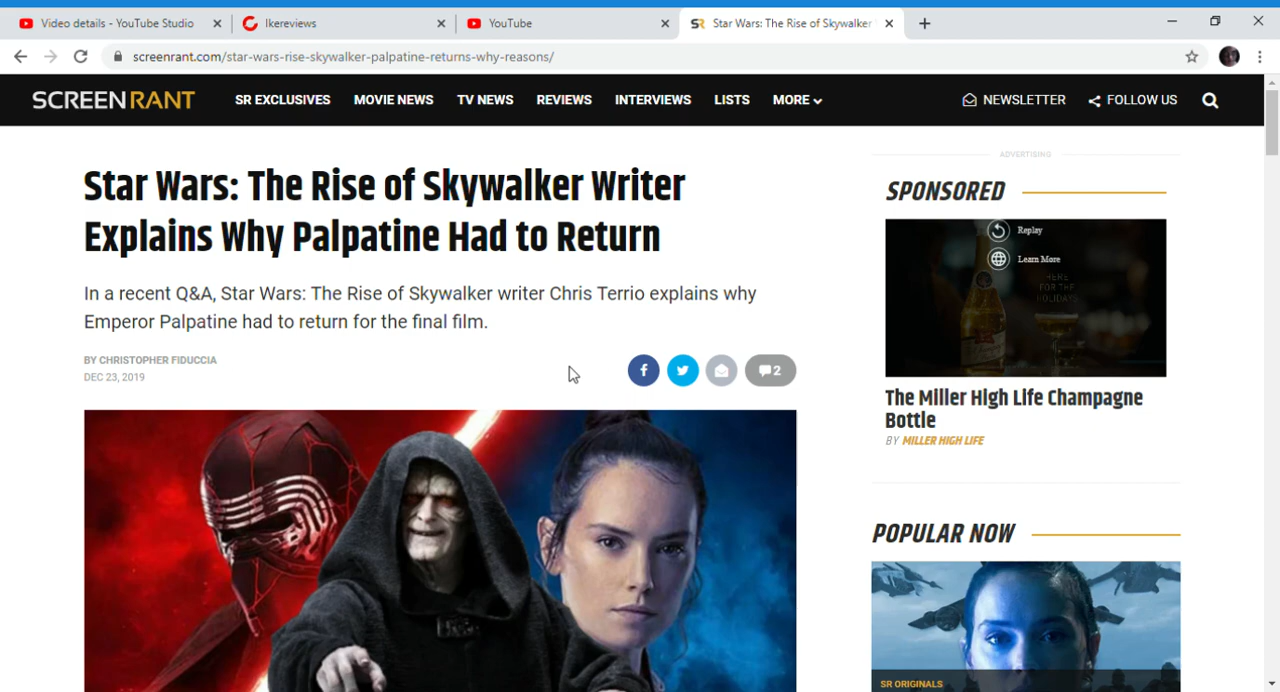 Video details - YouTube Studio
Ikereviews
YouTube
SR Star Wars: The Rise of Skywalker
screenrant.com/star-wars-rise-skywalker-palpatine-returns-why-reasons/
SCREENRANT
SR EXCLUSIVES
MOVIE NEWS
TV NEWS
REVIEWS
INTERVIEWS
LISTS
MORE
NEWSLETTER
FOLLOW US
Star Wars: The Rise of Skywalker Writer
Explains Why Palpatine Had to Return
In a recent Q&A, Star Wars: The Rise of Skywalker writer Chris Terrio explains why
Emperor Palpatine had to return for the final film.
BY CHRISTOPHER FIDUCCIA
DEC 23, 2019
f
2
ADVERTISING
SPONSORED
Replay
Learn More
HERE
FOR THE
HOLIDAYS
The Miller High Life Champagne
Bottle
BY MILLER HIGH LIFE
POPULAR NOW
SR ORIGINALS